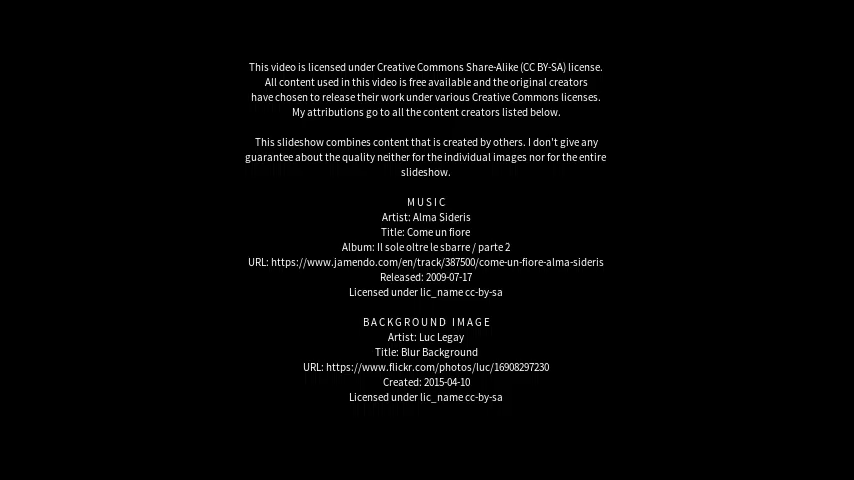 This video is licensed under Creative Commons Share-Alike (CC BY-SA) license.
All content used in this video is free available and the original creators
have chosen to release their work under various Creative Commons licenses.
My attributions go to all the content creators listed below.
This slideshow combines content that is created by others. I don't give any
guarantee about the quality neither for the individual images nor for the entire
slideshow.
MUSIC
Artist: Alma Sideris
Title: Come un fiore
Album: Il sole oltre le sbarre / parte 2
URL: https://www.jamendo.com/en/track/387500/come-un-fiore-alma-sideris
Released: 2009-07-17
Licensed under lic_name cc-by-sa
BACKGROUND IMAGE
Artist: Luc Legay
Title: Blur Background
URL: https://www.flickr.com/photos/luc/16908297230
Created: 2015-04-10
Licensed under lic_name cc-by-sa